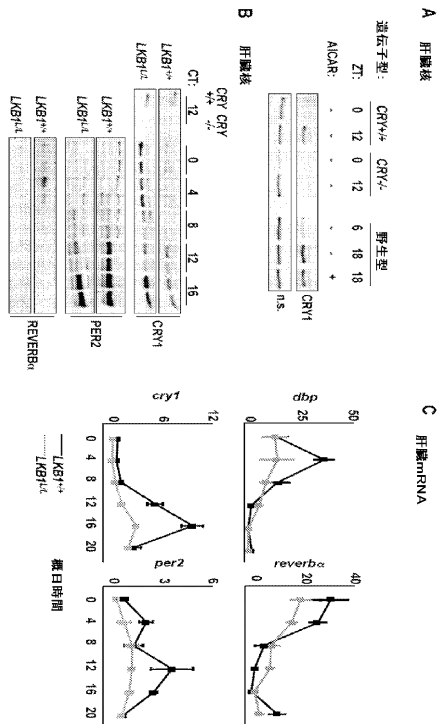 A 肝臓核
遺伝子型: CRY+/+ CRY-/- 野生型
ZT: 0 12 0 12 6 18 18
AICAR: - - - - - - +
CRY1
n.s.
B 肝臓核
CRY CRY
+/+ -/-
CT: 12 0 4 8 12 16
LKB1+/+
LKB1L/L
CRY1
LKB1+/+
LKB1L/L
PER2
LKB1+/+
LKB1L/L
REVERBα
C 肝臓mRNA
dbp
50
25
0
reverbα
40
20
0
cry1
12
6
0
per2
6
3
0
0 4 8 12 16 20
0 4 8 12 16 20
LKB1+/+
LKB1L/L
概日時間